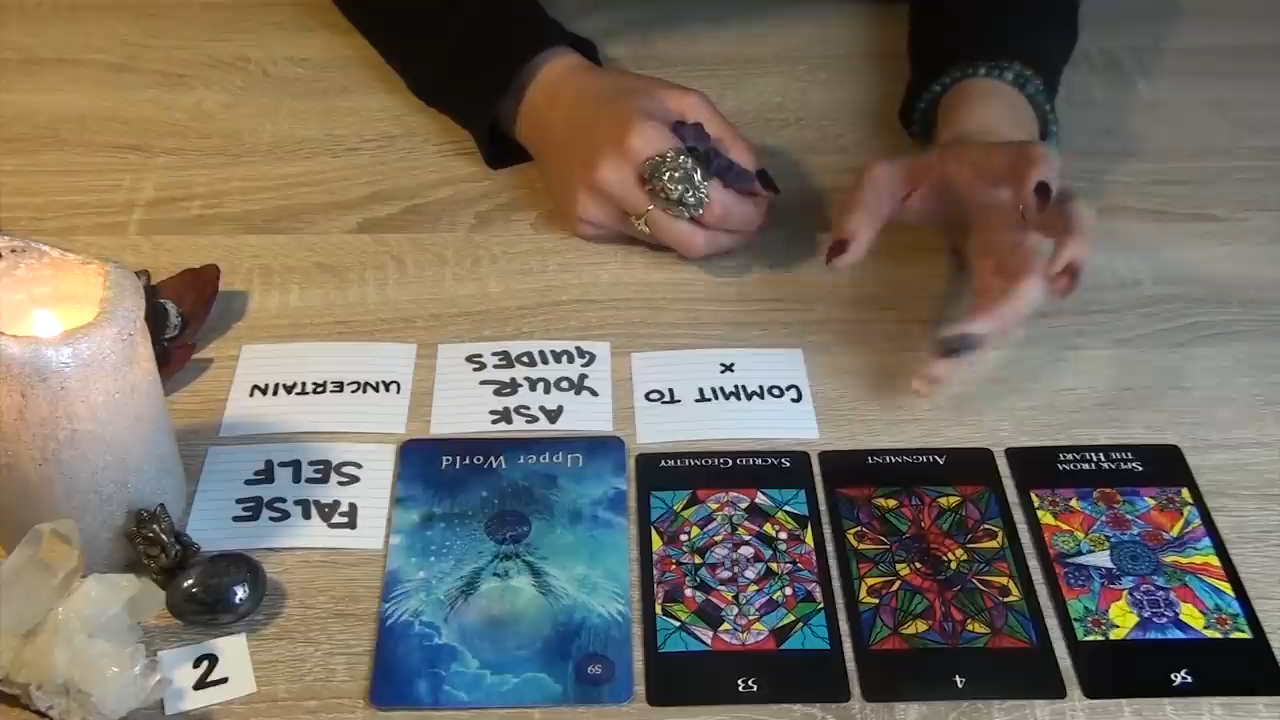 UNCERTAIN
ASK
YOUR
GUIDES
COMMIT TO
X
FALSE
SELF
Upper World
59
SACRED GEOMETRY
53
ALIGNMENT
4
SPEAK FROM
THE HEART
56
2